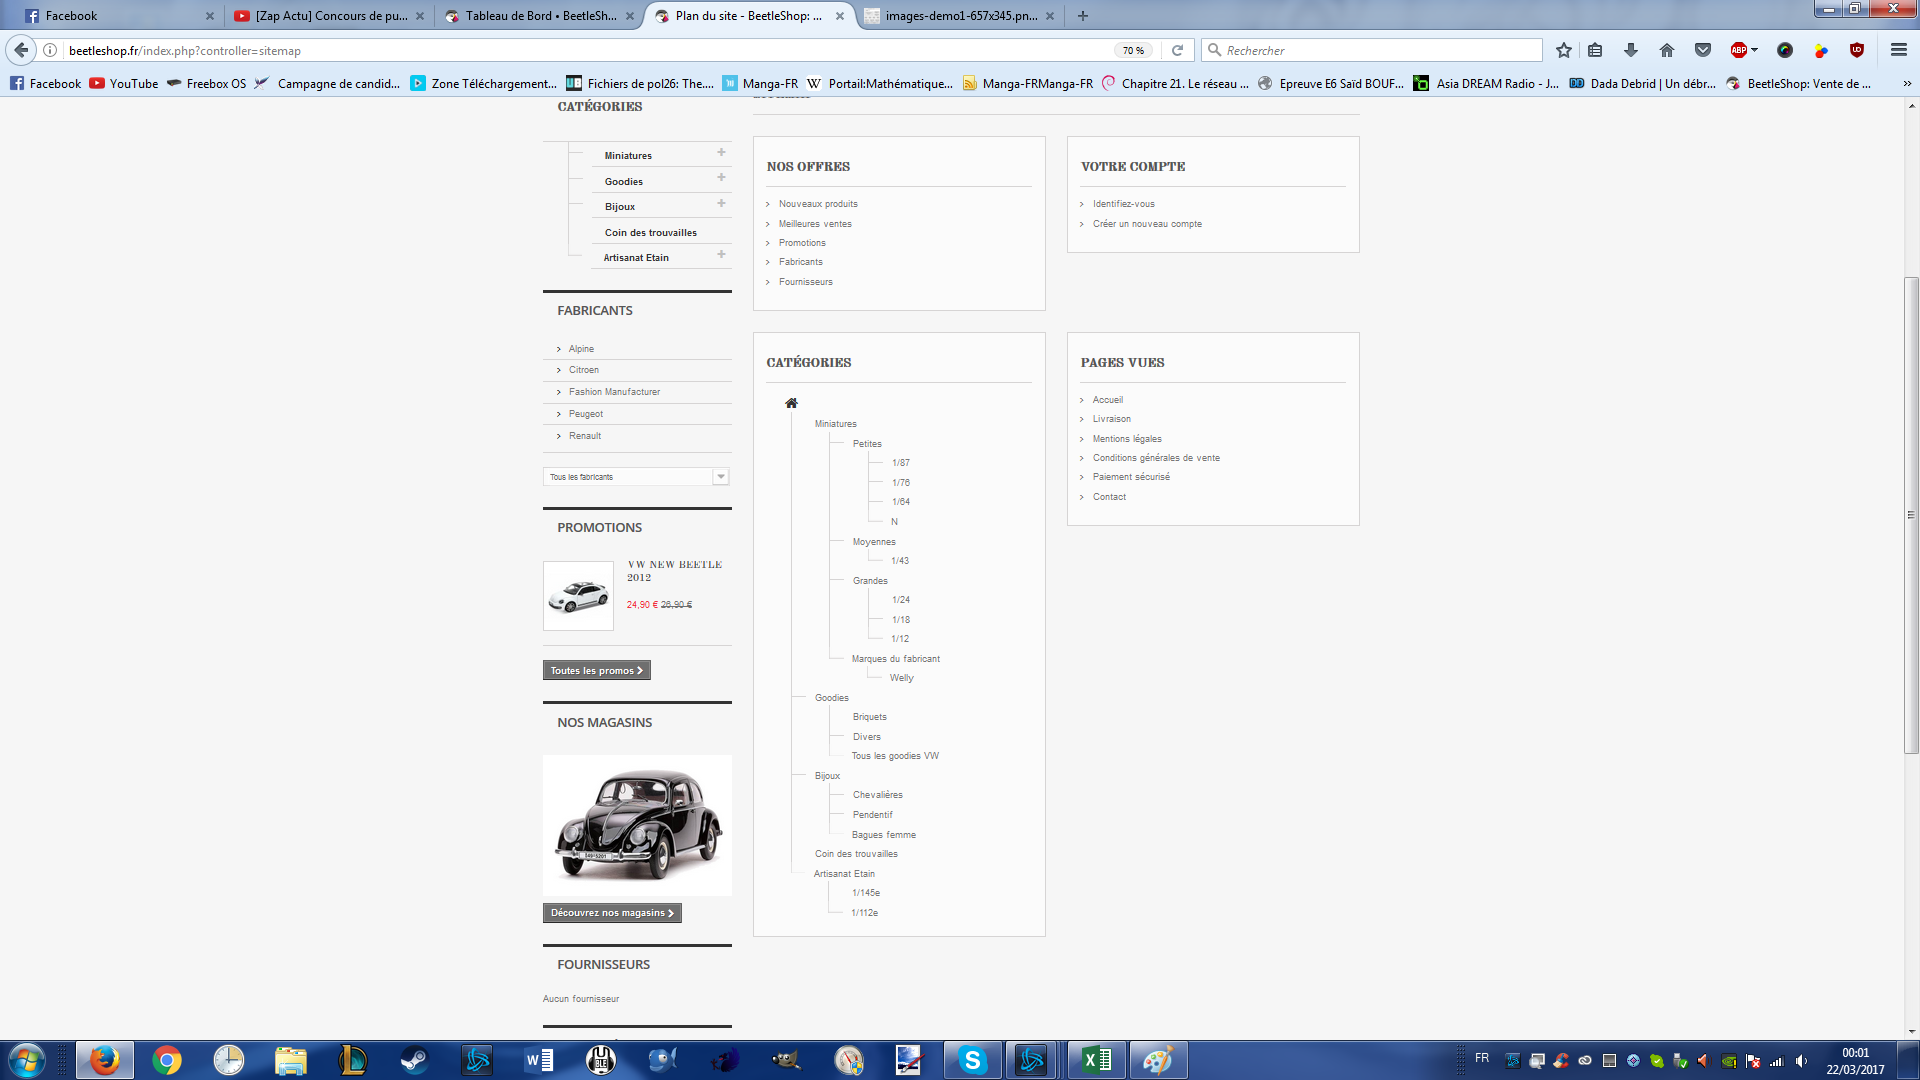 Facebook
[Zap Actu] Concours de pu...
Tableau de Bord • BeetleSh...
Plan du site - BeetleShop: ...
images-demo1-657x345.pn...
beetleshop.fr/index.php?controller=sitemap
70 %
Rechercher
ABP
Facebook
YouTube
Freebox OS
Campagne de candid...
Zone Téléchargement...
Fichiers de pol26: The....
Manga-FR
Portail:Mathématique...
Manga-FRManga-FR
Chapitre 21. Le réseau ...
Epreuve E6 Saïd BOUF...
Asia DREAM Radio - J...
Dada Debrid | Un débr...
BeetleShop: Vente de ...
CATÉGORIES
Miniatures
Goodies
Bijoux
Coin des trouvailles
Artisanat Etain
FABRICANTS
Alpine
Citroen
Fashion Manufacturer
Peugeot
Renault
Tous les fabricants
PROMOTIONS
VW NEW BEETLE
2012
24,90 € 26,90 €
Toutes les promos
NOS MAGASINS
Découvrez nos magasins
FOURNISSEURS
Aucun fournisseur
NOS OFFRES
Nouveaux produits
Meilleures ventes
Promotions
Fabricants
Fournisseurs
VOTRE COMPTE
Identifiez-vous
Créer un nouveau compte
CATÉGORIES
Miniatures
Petites
1/87
1/76
1/64
N
Moyennes
1/43
Grandes
1/24
1/18
1/12
Marques du fabricant
Welly
Goodies
Briquets
Divers
Tous les goodies VW
Bijoux
Chevalières
Pendentif
Bagues femme
Coin des trouvailles
Artisanat Etain
1/145e
1/112e
PAGES VUES
Accueil
Livraison
Mentions légales
Conditions générales de vente
Paiement sécurisé
Contact
FR
00:01
22/03/2017